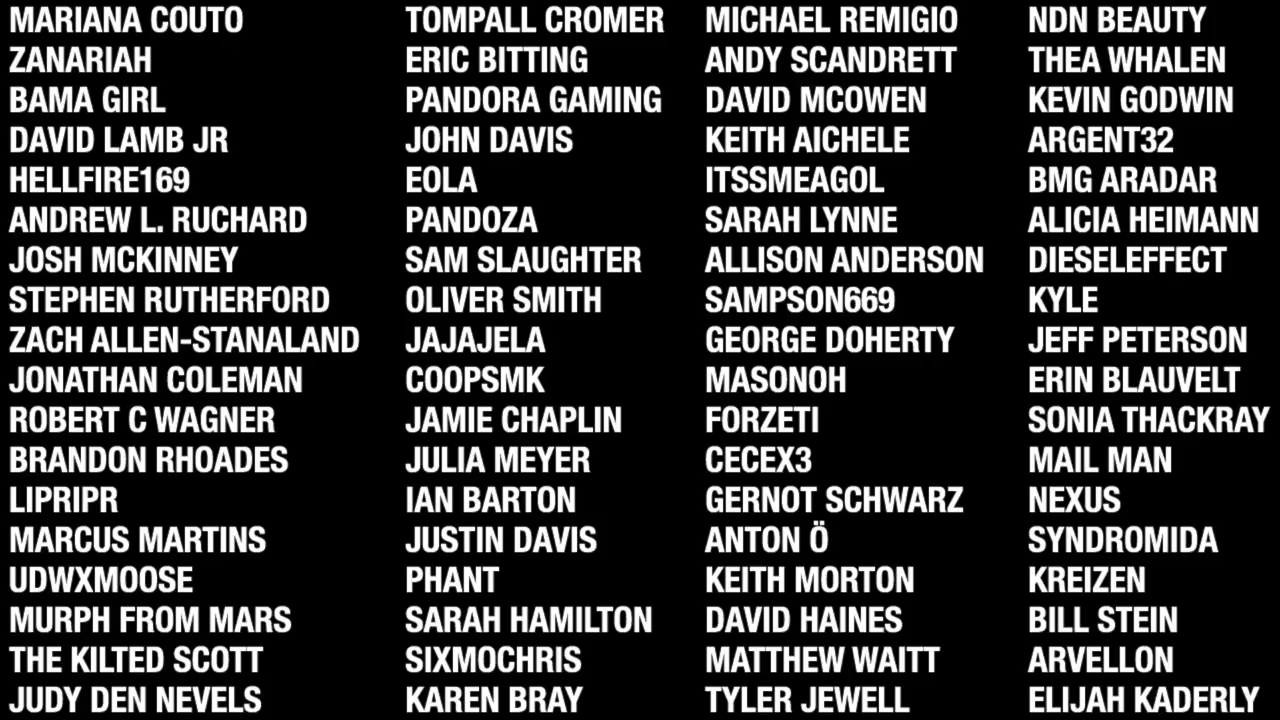 MARIANA COUTO
ZANARIAH
BAMA GIRL
DAVID LAMB JR
HELLFIRE169
ANDREW L. RUCHARD
JOSH MCKINNEY
STEPHEN RUTHERFORD
ZACH ALLEN-STANALAND
JONATHAN COLEMAN
ROBERT C WAGNER
BRANDON RHOADES
LIPRIPR
MARCUS MARTINS
UDWXMOOSE
MURPH FROM MARS
THE KILTED SCOTT
JUDY DEN NEVELS
TOMPALL CROMER
ERIC BITTING
PANDORA GAMING
JOHN DAVIS
EOLA
PANDOZA
SAM SLAUGHTER
OLIVER SMITH
JAJAJELA
COOPSMK
JAMIE CHAPLIN
JULIA MEYER
IAN BARTON
JUSTIN DAVIS
PHANT
SARAH HAMILTON
SIXMOCHRIS
KAREN BRAY
MICHAEL REMIGIO
ANDY SCANDRETT
DAVID MCOWEN
KEITH AICHELE
ITSSMEAGOL
SARAH LYNNE
ALLISON ANDERSON
SAMPSON669
GEORGE DOHERTY
MASONOH
FORZETI
CECEX3
GERNOT SCHWARZ
ANTON Ö
KEITH MORTON
DAVID HAINES
MATTHEW WAITT
TYLER JEWELL
NDN BEAUTY
THEA WHALEN
KEVIN GODWIN
ARGENT32
BMG ARADAR
ALICIA HEIMANN
DIESELEFFECT
KYLE
JEFF PETERSON
ERIN BLAUVELT
SONIA THACKRAY
MAIL MAN
NEXUS
SYNDROMIDA
KREIZEN
BILL STEIN
ARVELLON
ELIJAH KADERLY